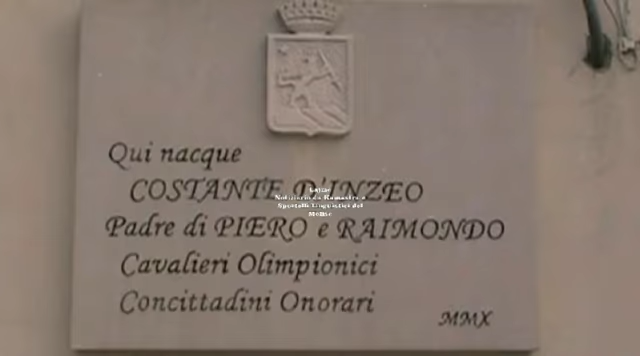 Qui nacque
COSTANTE D'INZEO
Padre di PIERO e RAIMONDO
Cavalieri Olimpionici
Concittadini Onorari
MMX